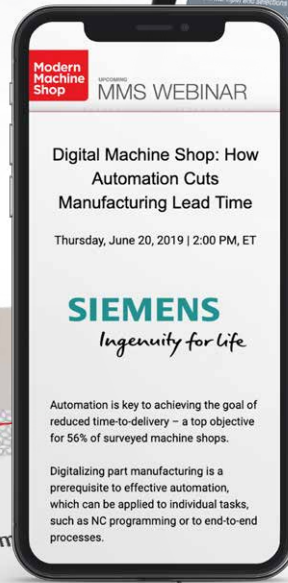 Modern
Machine
Shop
UPCOMING
MMS WEBINAR
Digital Machine Shop: How
Automation Cuts
Manufacturing Lead Time
Thursday, June 20, 2019 | 2:00 PM, ET
SIEMENS
Ingenuity for life
Automation is key to achieving the goal of
reduced time-to-delivery – a top objective
for 56% of surveyed machine shops.
Digitalizing part manufacturing is a
prerequisite to effective automation,
which can be applied to individual tasks,
such as NC programming or to end-to-end
processes.